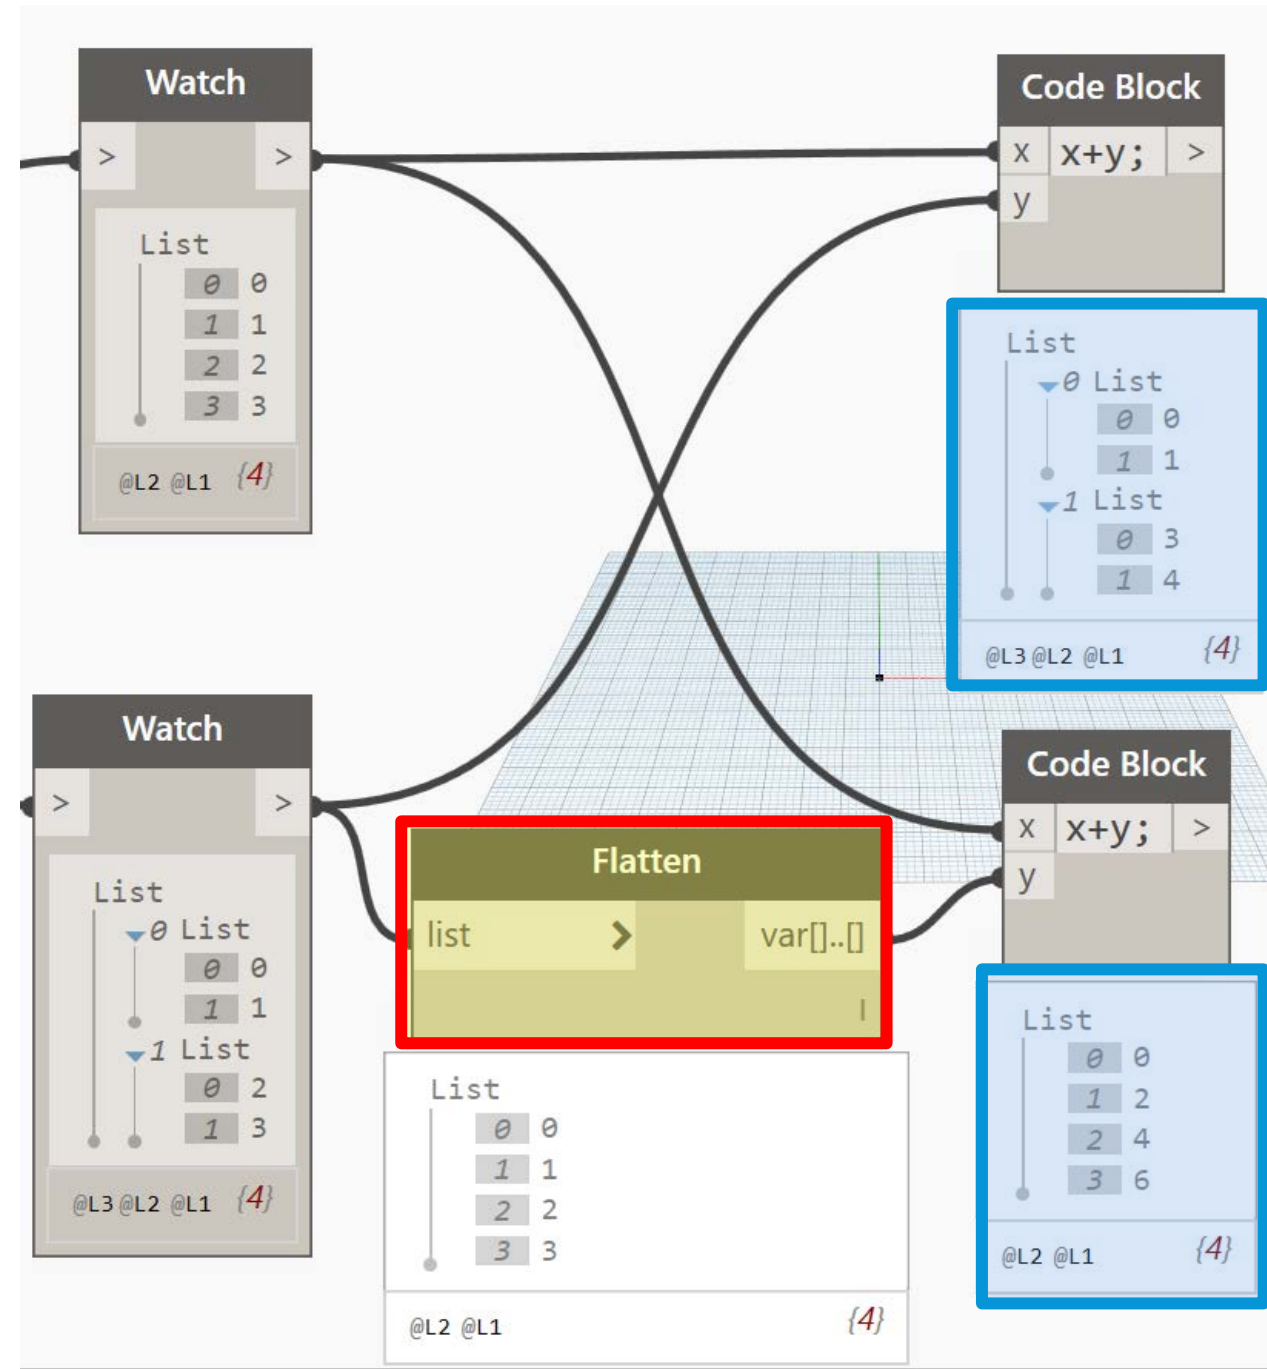 Watch
> >
List
0 0
1 1
2 2
3 3
@L2 @L1 {4}
Code Block
x x+y; >
y
List
0 List
0 0
1 1
1 List
0 3
1 4
@L3 @L2 @L1 {4}
Watch
> >
List
0 List
0 0
1 1
1 List
0 2
1 3
@L3 @L2 @L1 {4}
Flatten
list > var[]..[]
l
List
0 0
1 1
2 2
3 3
@L2 @L1 {4}
Code Block
x x+y; >
y
List
0 0
1 2
2 4
3 6
@L2 @L1 {4}